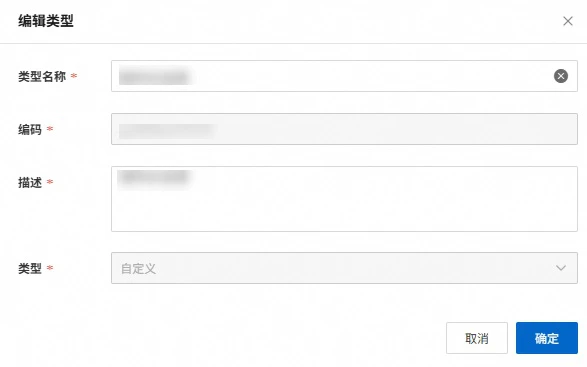 编辑类型
类型名称 *
编码 *
描述 *
类型 * 自定义
取消 确定